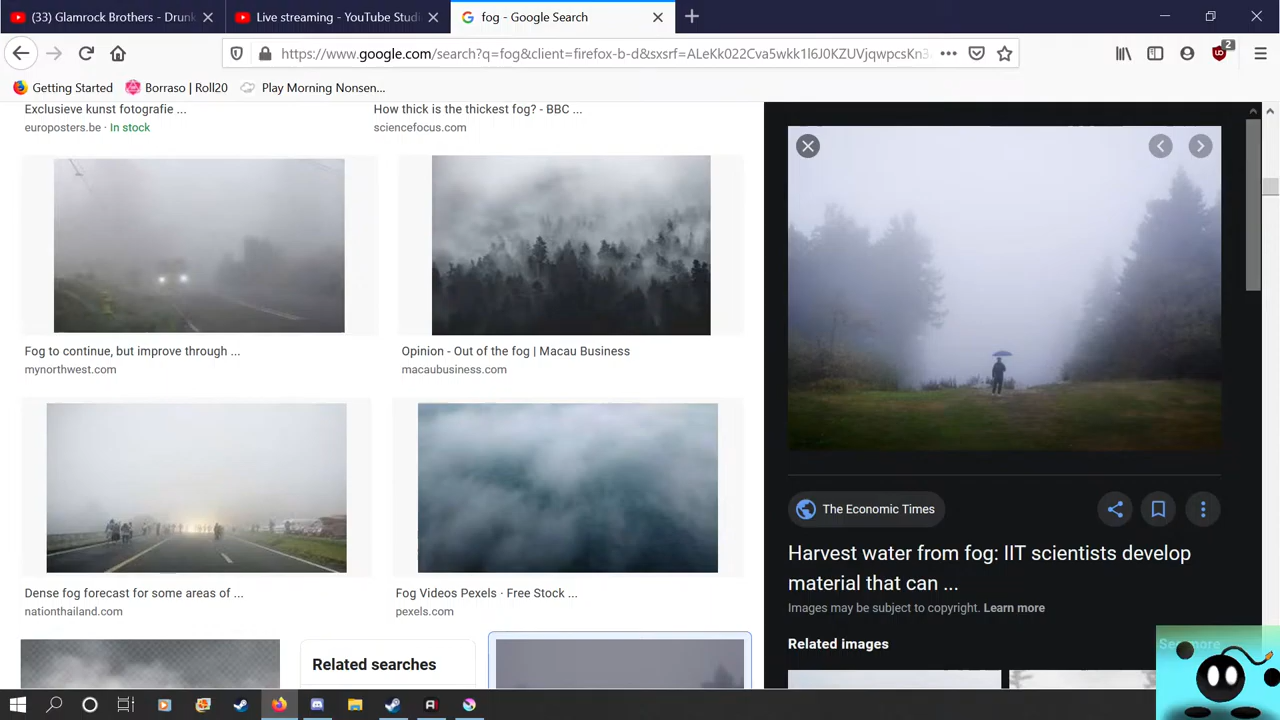 (33) Glamrock Brothers - Drunk
Live streaming - YouTube Studi
fog - Google Search
https://www.google.com/search?q=fog&client=firefox-b-d&sxsrf=ALeKk022Cva5wkk1l6J0KZUVjqwpcsKn3
2
Getting Started
Borraso | Roll20
Play Morning Nonsen...
Exclusieve kunst fotografie ...
europosters.be · In stock
How thick is the thickest fog? - BBC ...
sciencefocus.com
Fog to continue, but improve through ...
mynorthwest.com
Opinion - Out of the fog | Macau Business
macaubusiness.com
Dense fog forecast for some areas of ...
nationthailand.com
Fog Videos Pexels · Free Stock ...
pexels.com
Related searches
The Economic Times
Harvest water from fog: IIT scientists develop
material that can ...
Images may be subject to copyright. Learn more
Related images
See more